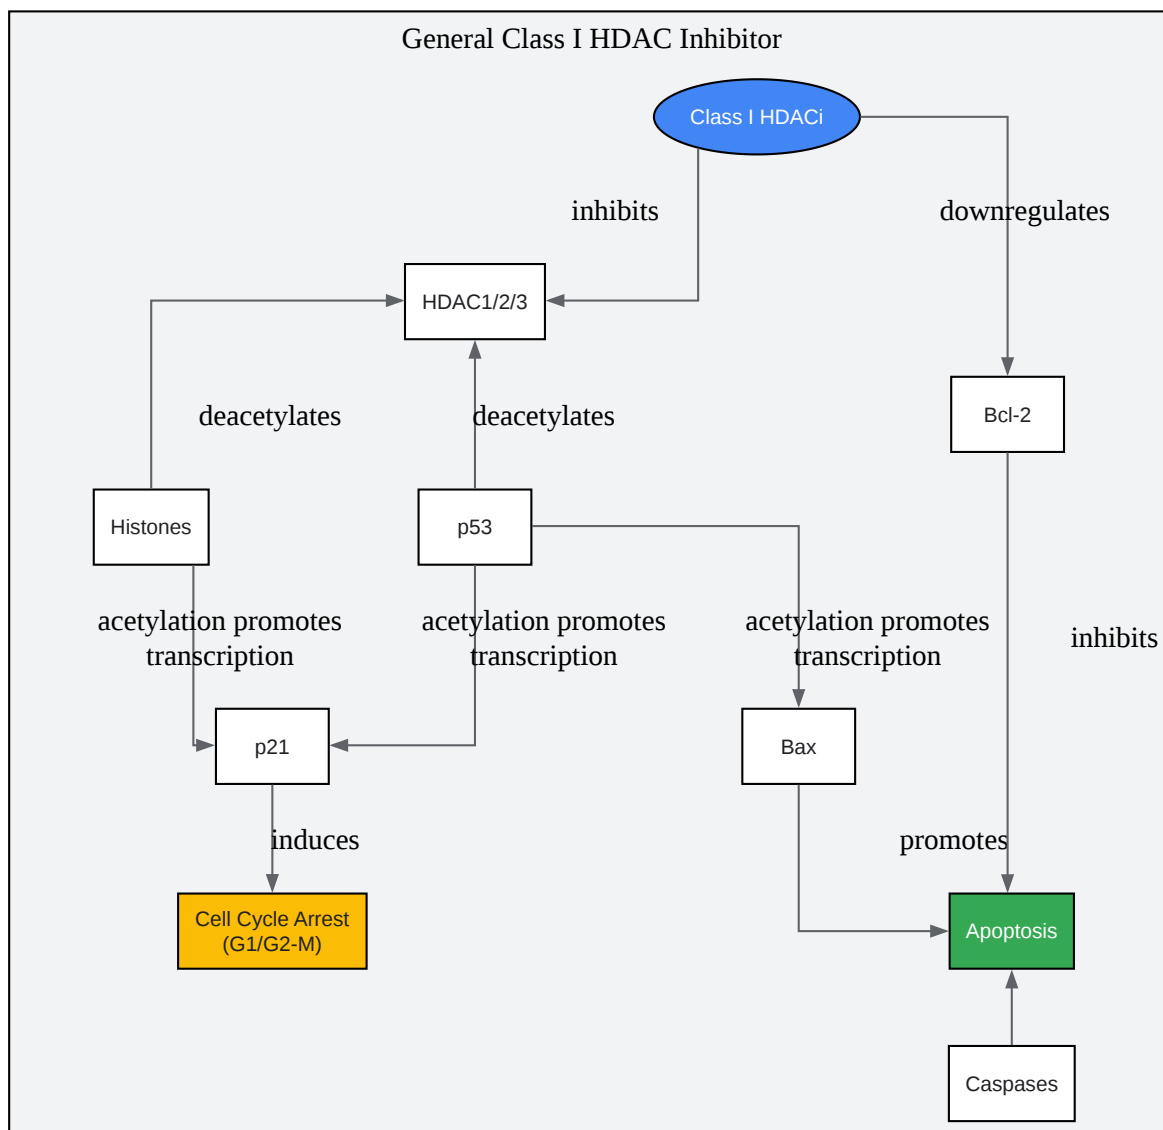 General Class I HDAC Inhibitor
Class I HDACi
inhibits
downregulates
HDAC1/2/3
deacetylates
deacetylates
Bcl-2
Histones
p53
acetylation promotes
transcription
acetylation promotes
transcription
acetylation promotes
transcription
inhibits
p21
Bax
induces
promotes
Cell Cycle Arrest
(G1/G2-M)
Apoptosis
Caspases